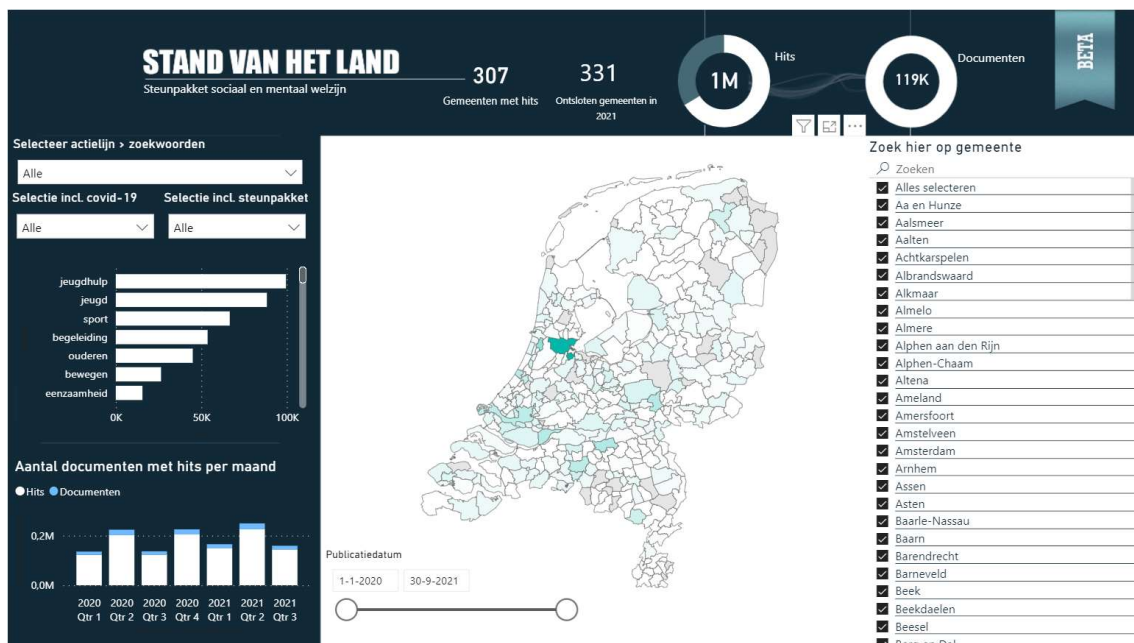 STAND VAN HET LAND
Steunpakket sociaal en mentaal welzijn
307
Gemeenten met hits
331
Ontsloten gemeenten in
2021
1M
Hits
119K
Documenten
BETA
Selecteer actielijn > zoekwoorden
Alle
Selectie incl. covid-19
Selectie incl. steunpakket
Alle
Alle
jeugdhulp
jeugd
sport
begeleiding
ouderen
bewegen
eenzaamheid
0K 50K 100K
Aantal documenten met hits per maand
Hits Documenten
0,2M
0,0M
2020 2020 2020 2020 2021 2021 2021
Qtr 1 Qtr 2 Qtr 3 Qtr 4 Qtr 1 Qtr 2 Qtr 3
Publicatiedatum
1-1-2020 30-9-2021
Zoek hier op gemeente
Zoeken
Alles selecteren
Aa en Hunze
Aalsmeer
Aalten
Achtkarspelen
Albrandswaard
Alkmaar
Almelo
Almere
Alphen aan den Rijn
Alphen-Chaam
Altena
Ameland
Amersfoort
Amstelveen
Amsterdam
Arnhem
Assen
Asten
Baarle-Nassau
Baarn
Barendrecht
Barneveld
Beek
Beekdaelen
Beesel